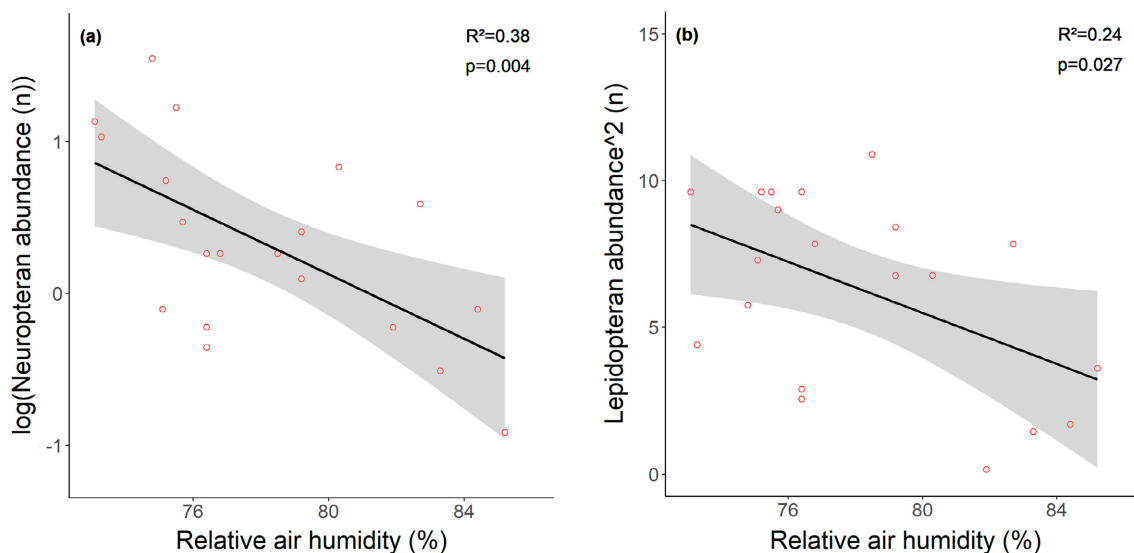 (a)
R²=0.38
p=0.004
log(Neuropteran abundance (n))
1
0
-1
76
80
84
Relative air humidity (%)
(b)
R²=0.24
p=0.027
Lepidopteran abundance^2 (n)
15
10
5
0
76
80
84
Relative air humidity (%)